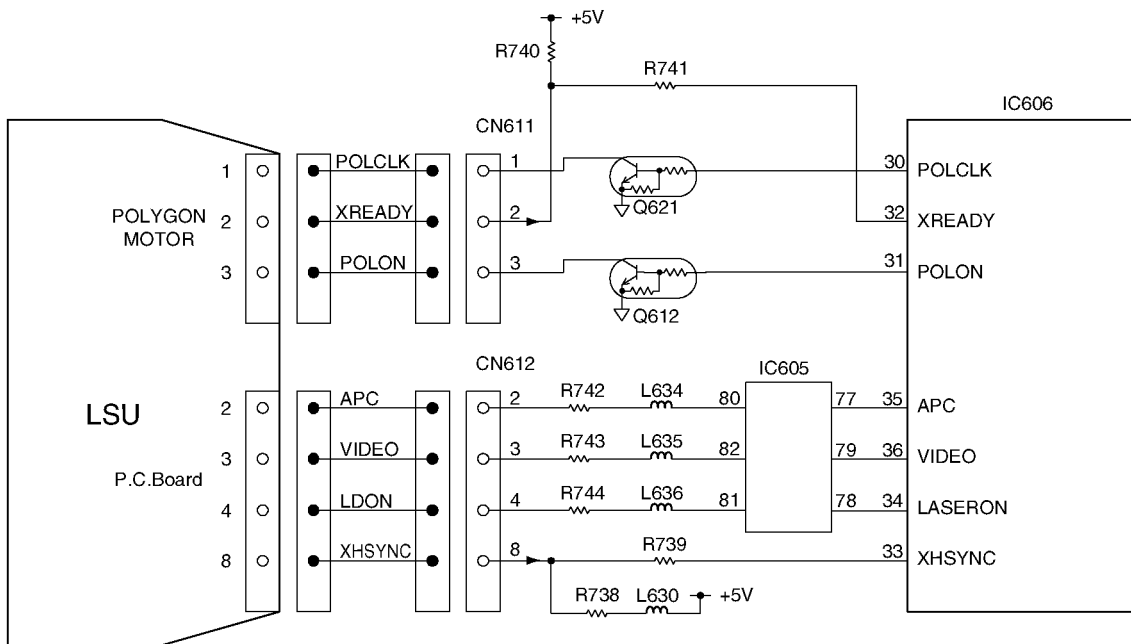 +5V
R740
R741
IC606
CN611
1 POLCLK 1 30 POLCLK
Q621
POLYGON
MOTOR
2 XREADY 2 32 XREADY
3 POLON 3 31 POLON
Q612
CN612
IC605
LSU
P.C.Board
2 APC 2 R742 L634 80 77 35 APC
3 VIDEO 3 R743 L635 82 79 36 VIDEO
4 LDON 4 R744 L636 81 78 34 LASERON
8 XHSYNC 8 R739 33 XHSYNC
R738 L630 +5V